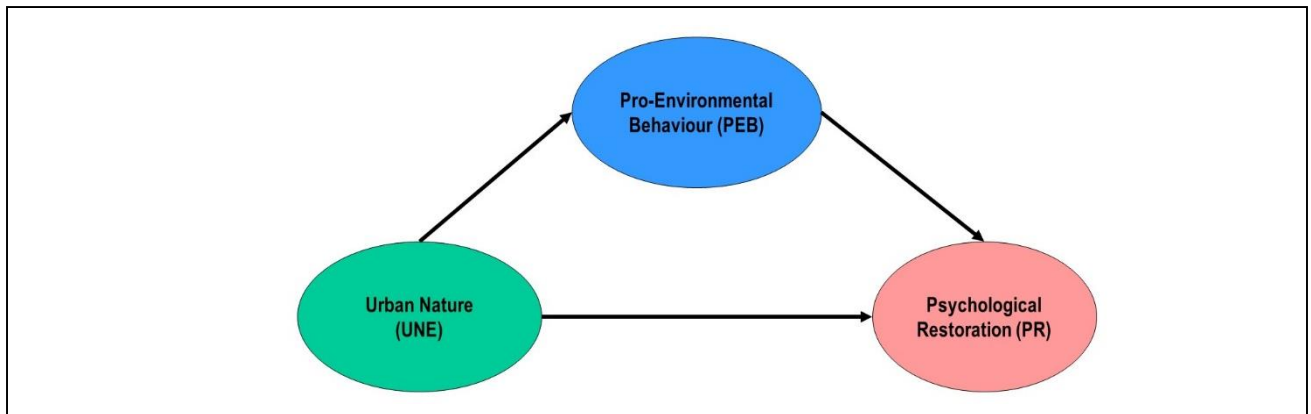 Pro-Environmental
Behaviour (PEB)
Urban Nature
(UNE)
Psychological
Restoration (PR)